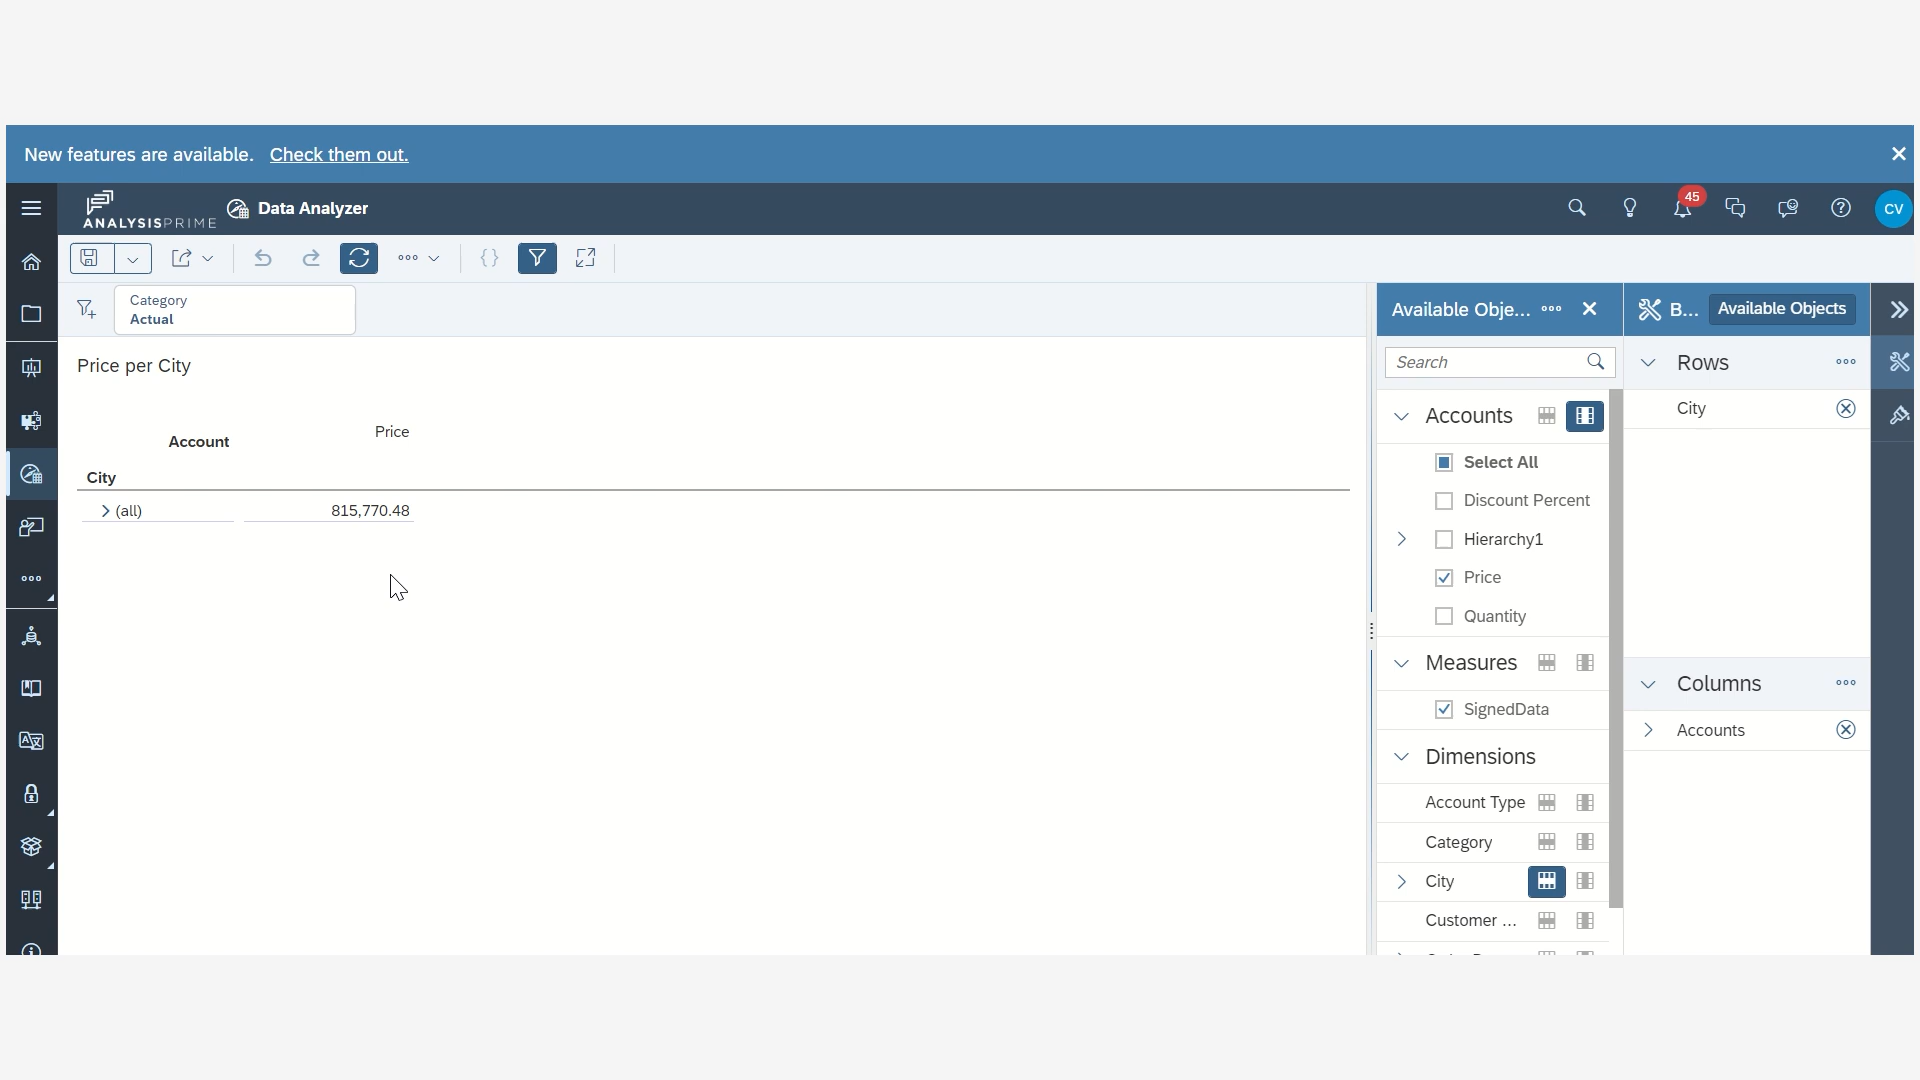 New features are available. Check them out.
ANALYSISPRIME Data Analyzer
45
CV
Category
Actual
Price per City
Account
Price
City
(all) 815,770.48
Available Obje...
Search
Accounts
Select All
Discount Percent
Hierarchy1
Price
Quantity
Measures
SignedData
Dimensions
Account Type
Category
City
Customer ...
B... Available Objects
Rows
City
Columns
Accounts